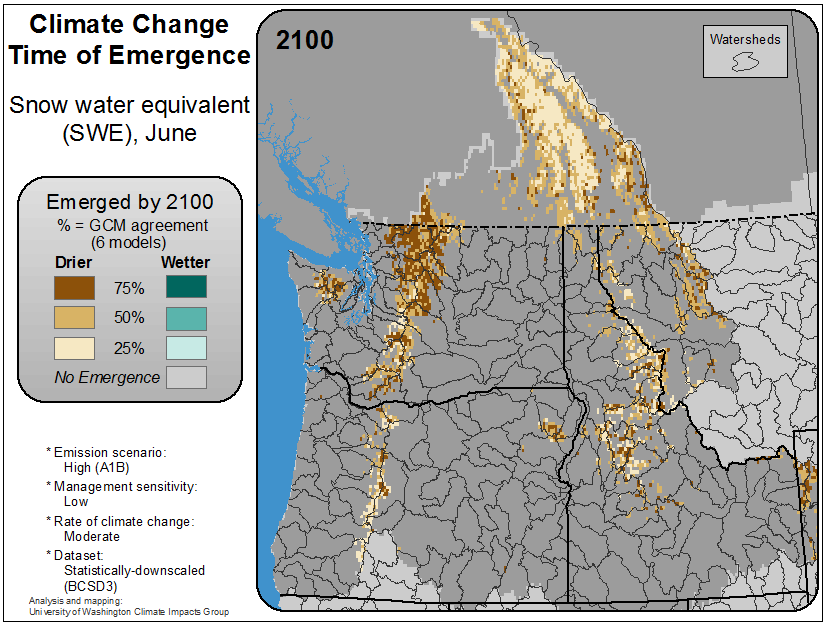 Climate Change
Time of Emergence
Snow water equivalent
(SWE), June
Emerged by 2100
% = GCM agreement
(6 models)
Drier Wetter
75%
50%
25%
No Emergence
* Emission scenario:
High (A1B)
* Management sensitivity:
Low
* Rate of climate change:
Moderate
* Dataset:
Statistically-downscaled
(BCSD3)
Analysis and mapping:
University of Washington Climate Impacts Group
2100
Watersheds